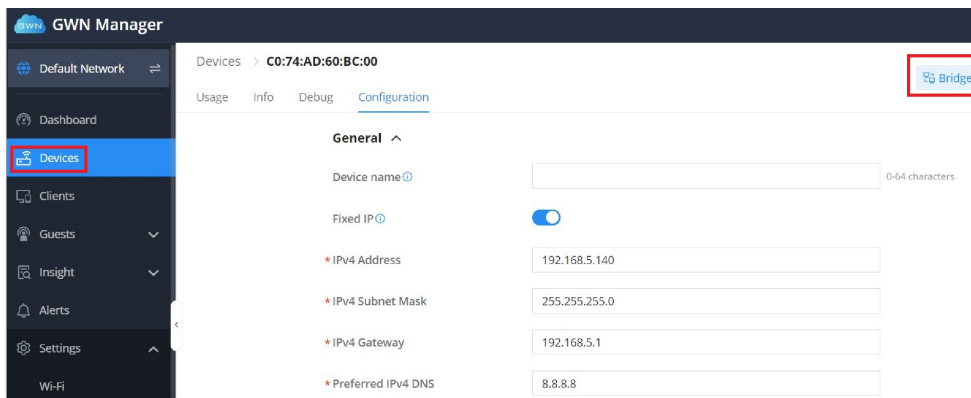 GWN GWN Manager
Default Network
Dashboard
Devices
Clients
Guests
Insight
Alerts
Settings
Wi-Fi
Devices > C0:74:AD:60:BC:00
Bridge
Usage Info Debug Configuration
General
Device name
0-64 characters
Fixed IP
* IPv4 Address 192.168.5.140
* IPv4 Subnet Mask 255.255.255.0
* IPv4 Gateway 192.168.5.1
* Preferred IPv4 DNS 8.8.8.8